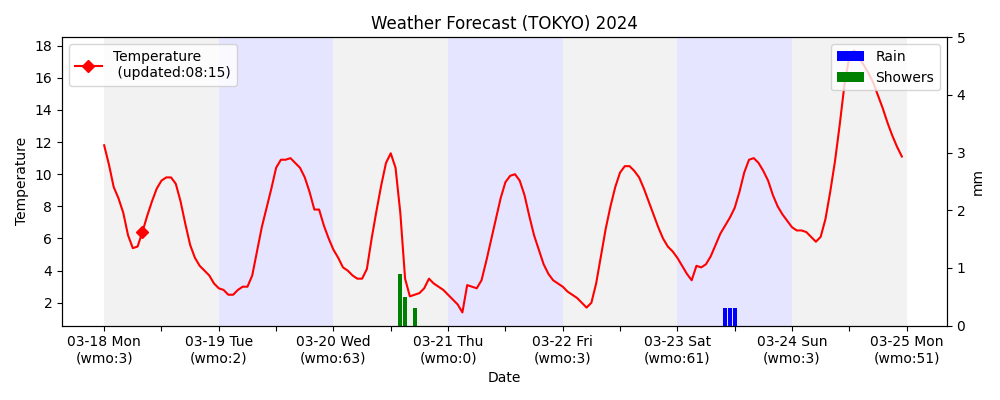 Weather Forecast (TOKYO) 2024
Temperature
(updated:08:15)
Rain
Showers
18
16
14
12
10
8
6
4
2
Temperature
5
4
3
2
1
0
mm
03-18 Mon
(wmo:3)
03-19 Tue
(wmo:2)
03-20 Wed
(wmo:63)
03-21 Thu
(wmo:0)
03-22 Fri
(wmo:3)
03-23 Sat
(wmo:61)
03-24 Sun
(wmo:3)
03-25 Mon
(wmo:51)
Date